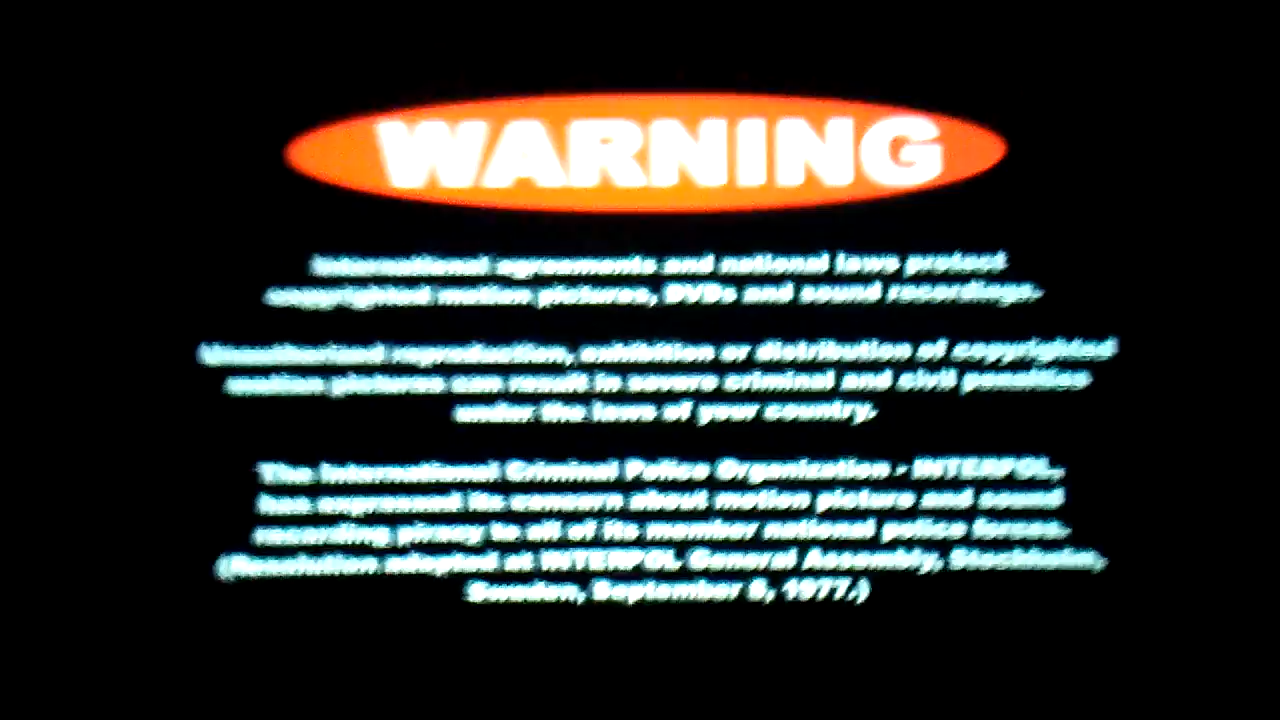 WARNING
International agreements and national laws protect
copyrighted motion pictures, DVDs and sound recordings.
Unauthorized reproduction, exhibition or distribution of copyrighted
motion pictures can result in severe criminal and civil penalties
under the laws of your country.
The International Criminal Police Organization - INTERPOL,
has expressed its concern about motion picture and sound
recording piracy to all of its member national police forces.
(Resolution adopted at INTERPOL General Assembly, Stockholm,
Sweden, September 8, 1977.)